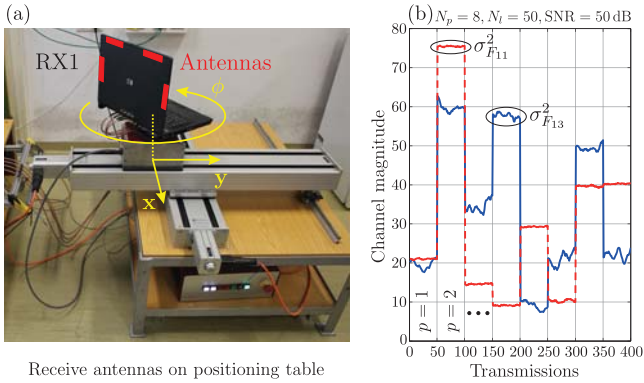 (a)
RX1
Antennas
ϕ
y
x
Receive antennas on positioning table
(b) N_p = 8, N_l = 50, SNR = 50 dB
σ²_{F11}
σ²_{F13}
Channel magnitude
80
70
60
50
40
30
20
10
0
p = 1
p = 2
•••
0 50 100 150 200 250 300 350 400
Transmissions